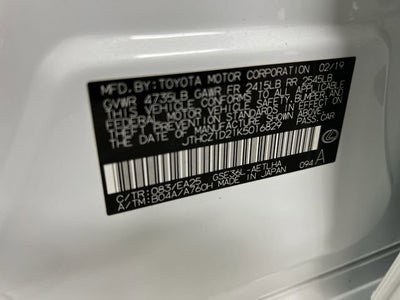 MFD. BY: TOYOTA MOTOR CORPORATION 02/19
GVWR 4735LB GAWR FR 2415LB RR 2545LB
THIS VEHICLE CONFORMS TO ALL APPLICABLE
FEDERAL MOTOR VEHICLE SAFETY, BUMPER, AND
THEFT PREVENTION STANDARDS IN EFFECT ON
THE DATE OF MANUFACTURE SHOWN ABOVE.
JTHCZ1D21K5016829 PASS.CAR
094 A
C/TR: 083/EA25 GSE36L-AETLHA
A/TM: B04A/A760H MADE IN JAPAN